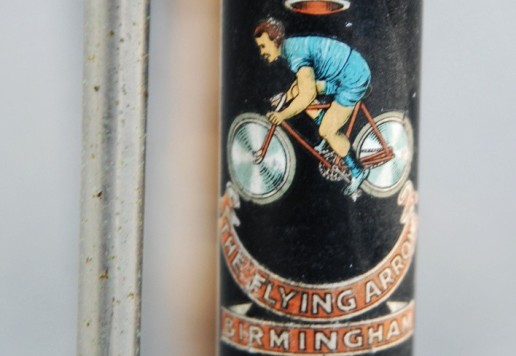 THE FLYING ARROW
BIRMINGHAM